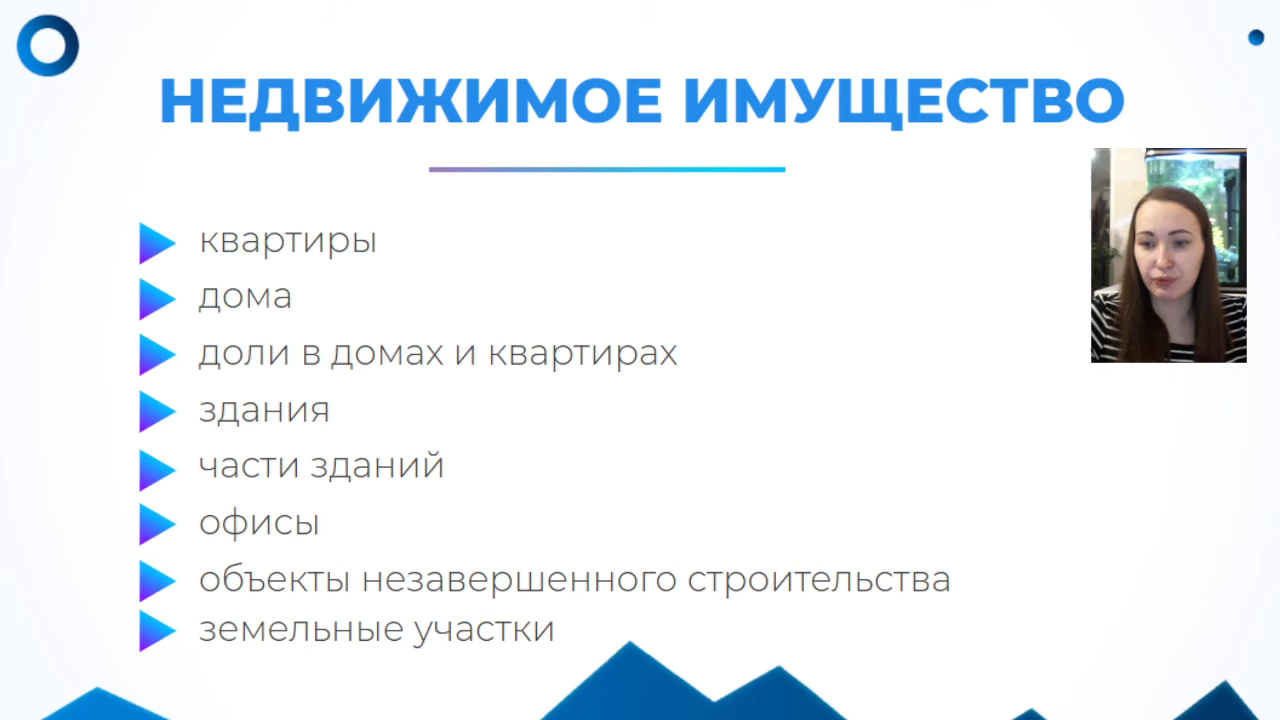 НЕДВИЖИМОЕ ИМУЩЕСТВО
квартиры
дома
доли в домах и квартирах
здания
части зданий
офисы
объекты незавершенного строительства
земельные участки